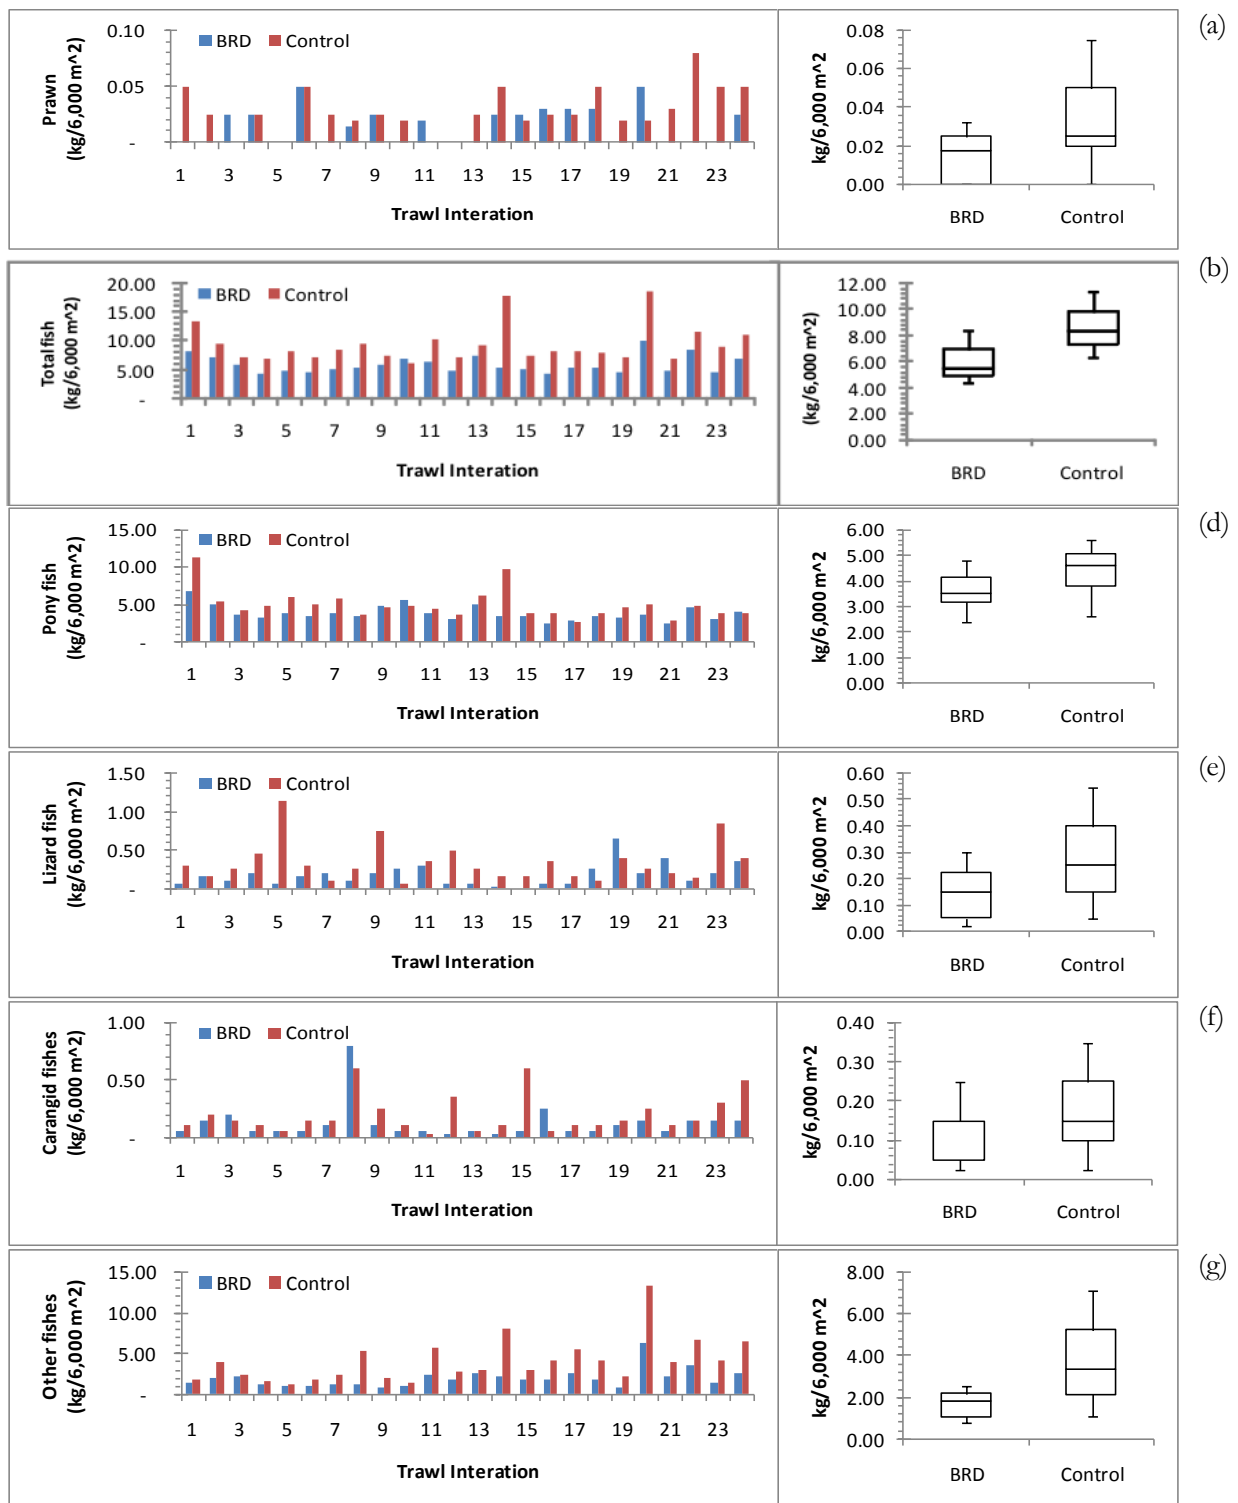 (a)
Prawn
(kg/6,000 m^2)
0.10
0.05
-
BRD Control
1 3 5 7 9 11 13 15 17 19 21 23
Trawl Interation
kg/6,000 m^2
0.08
0.06
0.04
0.02
0.00
BRD Control
(b)
Total fish
(kg/6,000 m^2)
20.00
15.00
10.00
5.00
-
BRD Control
1 3 5 7 9 11 13 15 17 19 21 23
Trawl Interation
(kg/6,000 m^2)
12.00
10.00
8.00
6.00
4.00
2.00
0.00
BRD Control
(d)
Pony fish
(kg/6,000 m^2)
15.00
10.00
5.00
-
BRD Control
1 3 5 7 9 11 13 15 17 19 21 23
Trawl Interation
kg/6,000 m^2
6.00
5.00
4.00
3.00
2.00
1.00
0.00
BRD Control
(e)
Lizard fish
(kg/6,000 m^2)
1.50
1.00
0.50
-
BRD Control
1 3 5 7 9 11 13 15 17 19 21 23
Trawl Interation
kg/6,000 m^2
0.60
0.50
0.40
0.30
0.20
0.10
0.00
BRD Control
(f)
Carangid fishes
(kg/6,000 m^2)
1.00
0.50
-
BRD Control
1 3 5 7 9 11 13 15 17 19 21 23
Trawl Interation
kg/6,000 m^2
0.40
0.30
0.20
0.10
0.00
BRD Control
(g)
Other fishes
(kg/6,000 m^2)
15.00
10.00
5.00
-
BRD Control
1 3 5 7 9 11 13 15 17 19 21 23
Trawl Interation
kg/6,000 m^2
8.00
6.00
4.00
2.00
0.00
BRD Control